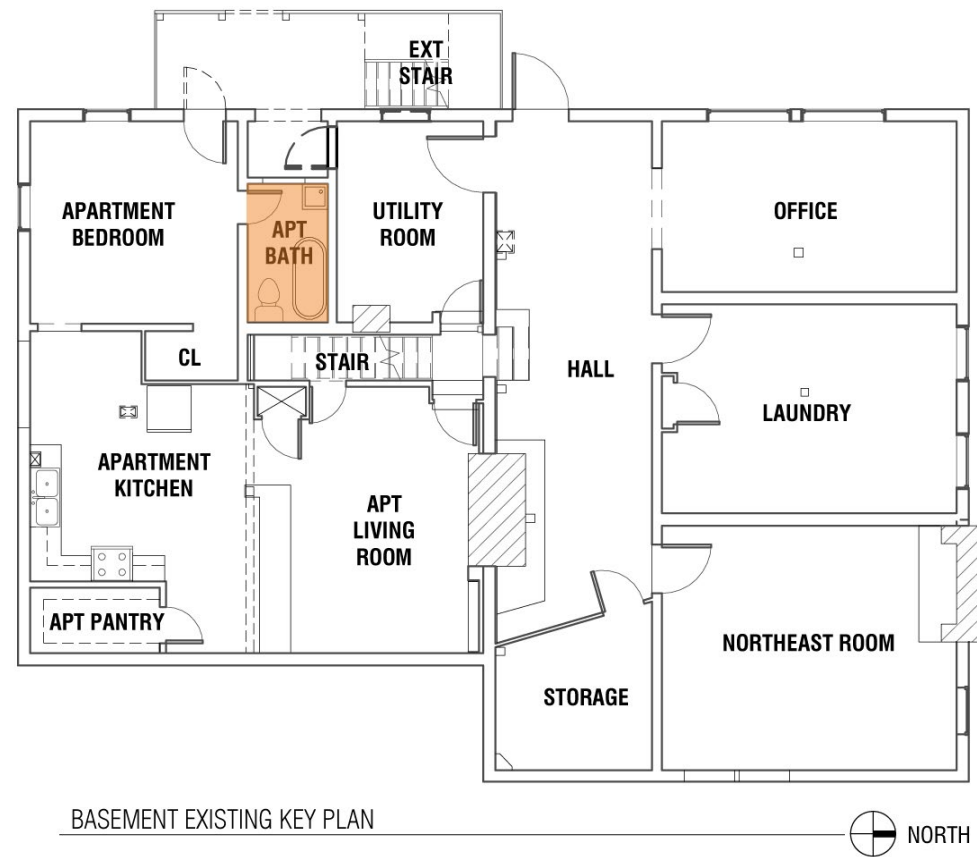 EXT
STAIR
APARTMENT
BEDROOM
APT
BATH
UTILITY
ROOM
OFFICE
CL
STAIR
HALL
LAUNDRY
APARTMENT
KITCHEN
APT
LIVING
ROOM
APT PANTRY
NORTHEAST ROOM
STORAGE
BASEMENT EXISTING KEY PLAN
NORTH